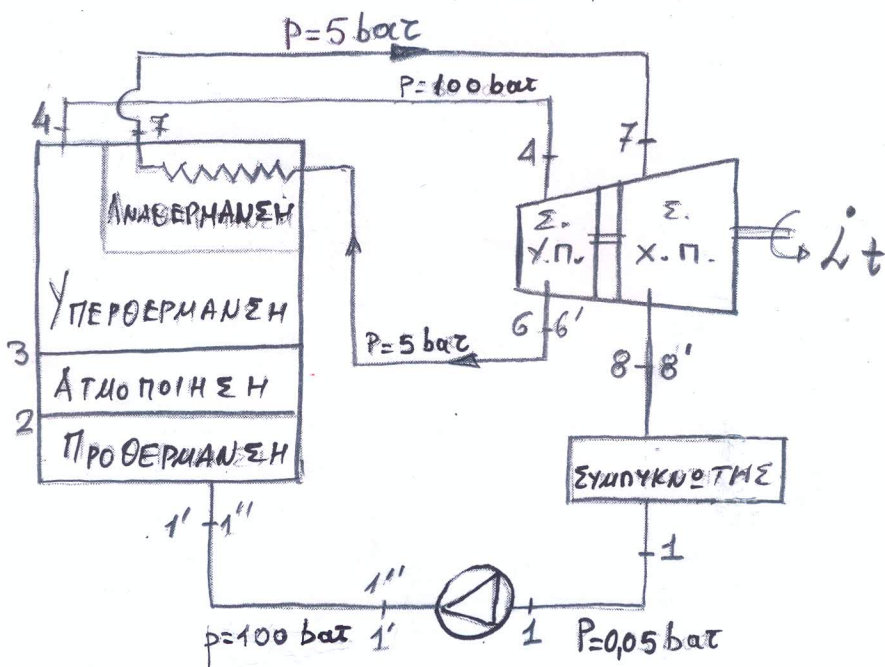 P=5 bar
P=100 bar
4
7
4
7
ΑΝΑΘΕΡΜΑΝΣΗ
Σ.
Υ.Π.
Σ.
Χ.Π.
L̇t
ΥΠΕΡΘΕΡΜΑΝΣΗ
6
6'
P=5 bar
3
8
8'
ΑΤΜΟΠΟΙΗΣΗ
2
ΠΡΟΘΕΡΜΑΝΣΗ
ΣΥΜΠΥΚΝΩΤΗΣ
1'
1''
1
1''
1'
1
P=100 bar
P=0,05 bar